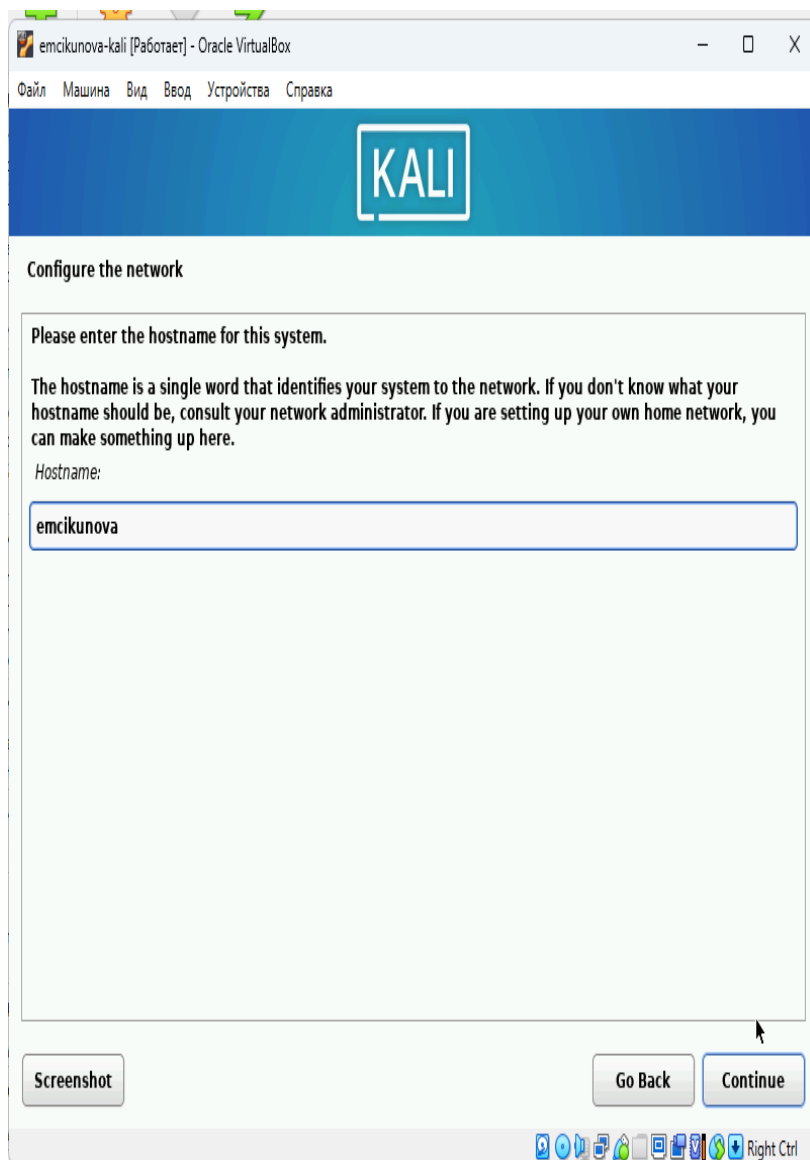 emcikunova-kali [Работает] - Oracle VirtualBox
Файл Машина Вид Ввод Устройства Справка
KALI
Configure the network
Please enter the hostname for this system.
The hostname is a single word that identifies your system to the network. If you don't know what your
hostname should be, consult your network administrator. If you are setting up your own home network, you
can make something up here.
Hostname:
emcikunova
Screenshot
Go Back
Continue
Right Ctrl